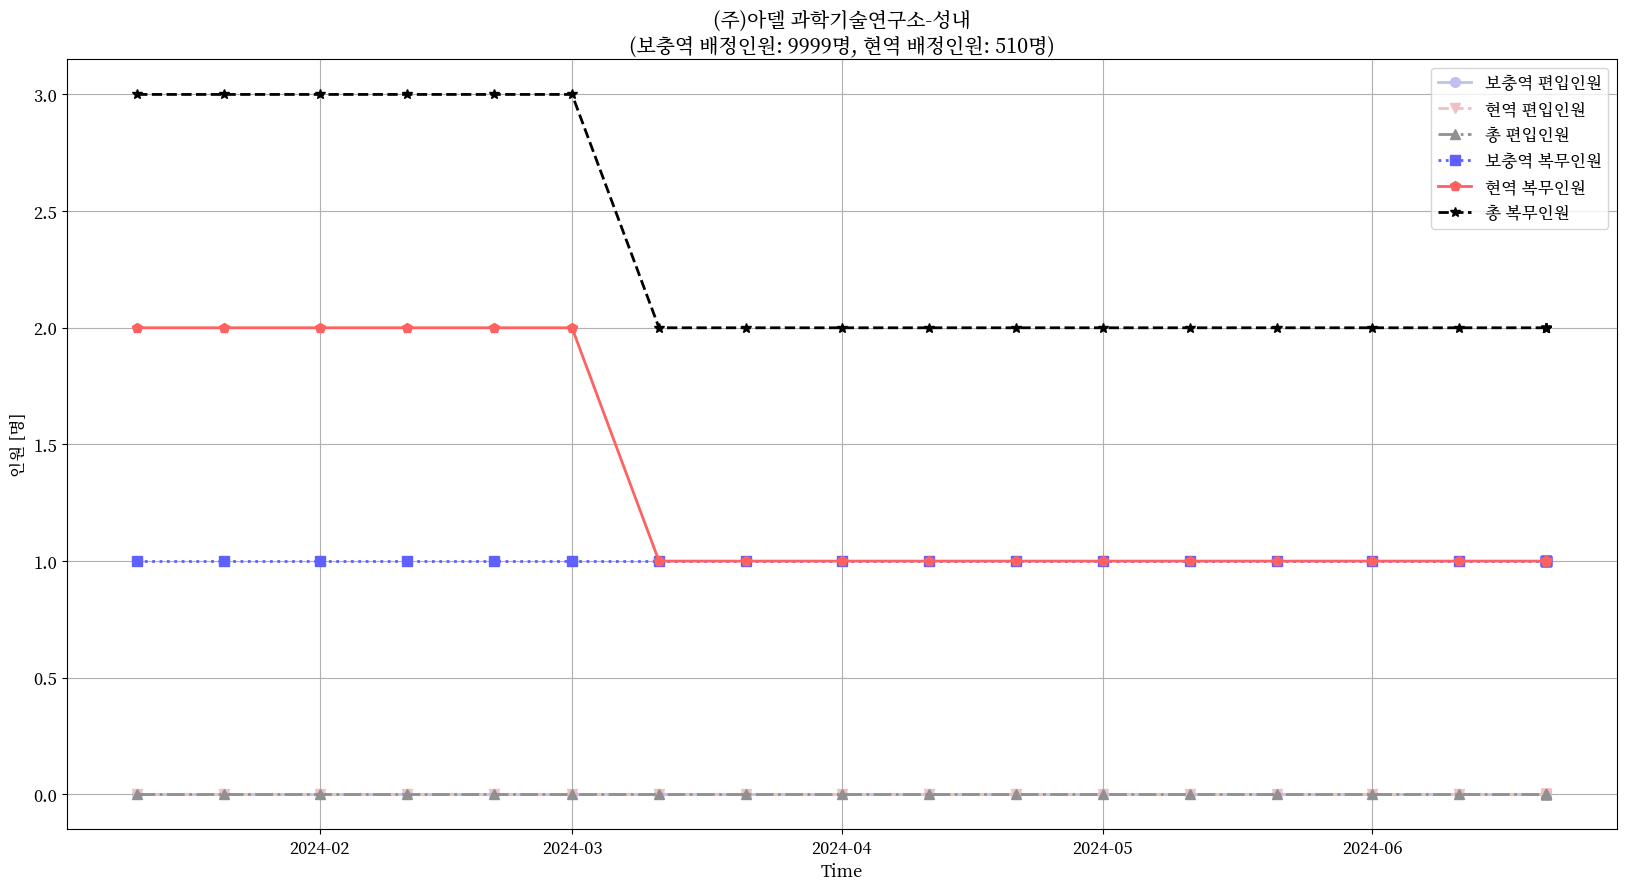 (주)아델 과학기술연구소-성내
(보충역 배정인원: 9999명, 현역 배정인원: 510명)
보충역 편입인원
현역 편입인원
총 편입인원
보충역 복무인원
현역 복무인원
총 복무인원
인원 [명]
3.0
2.5
2.0
1.5
1.0
0.5
0.0
2024-02
2024-03
2024-04
2024-05
2024-06
Time